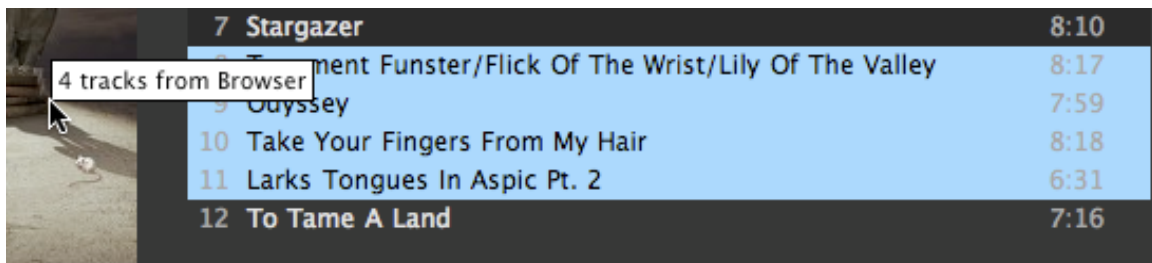 7 Stargazer 8:10
ment Funster/Flick Of The Wrist/Lily Of The Valley 8:17
4 tracks from Browser
9 Odyssey 7:59
10 Take Your Fingers From My Hair 8:18
11 Larks Tongues In Aspic Pt. 2 6:31
12 To Tame A Land 7:16